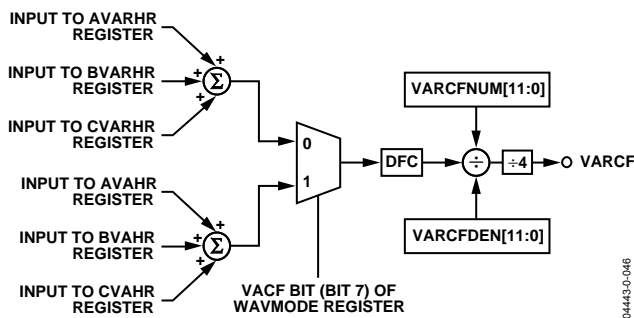 INPUT TO AVARHR
REGISTER
+
INPUT TO BVARHR
REGISTER
+
Σ
INPUT TO CVARHR
REGISTER
+
VARCFNUM[11:0]
0
1
DFC
÷
÷4
VARCF
INPUT TO AVAHR
REGISTER
+
INPUT TO BVAHR
REGISTER
+
Σ
INPUT TO CVAHR
REGISTER
+
VARCFDEN[11:0]
VACF BIT (BIT 7) OF
WAVMODE REGISTER
04443-0-046